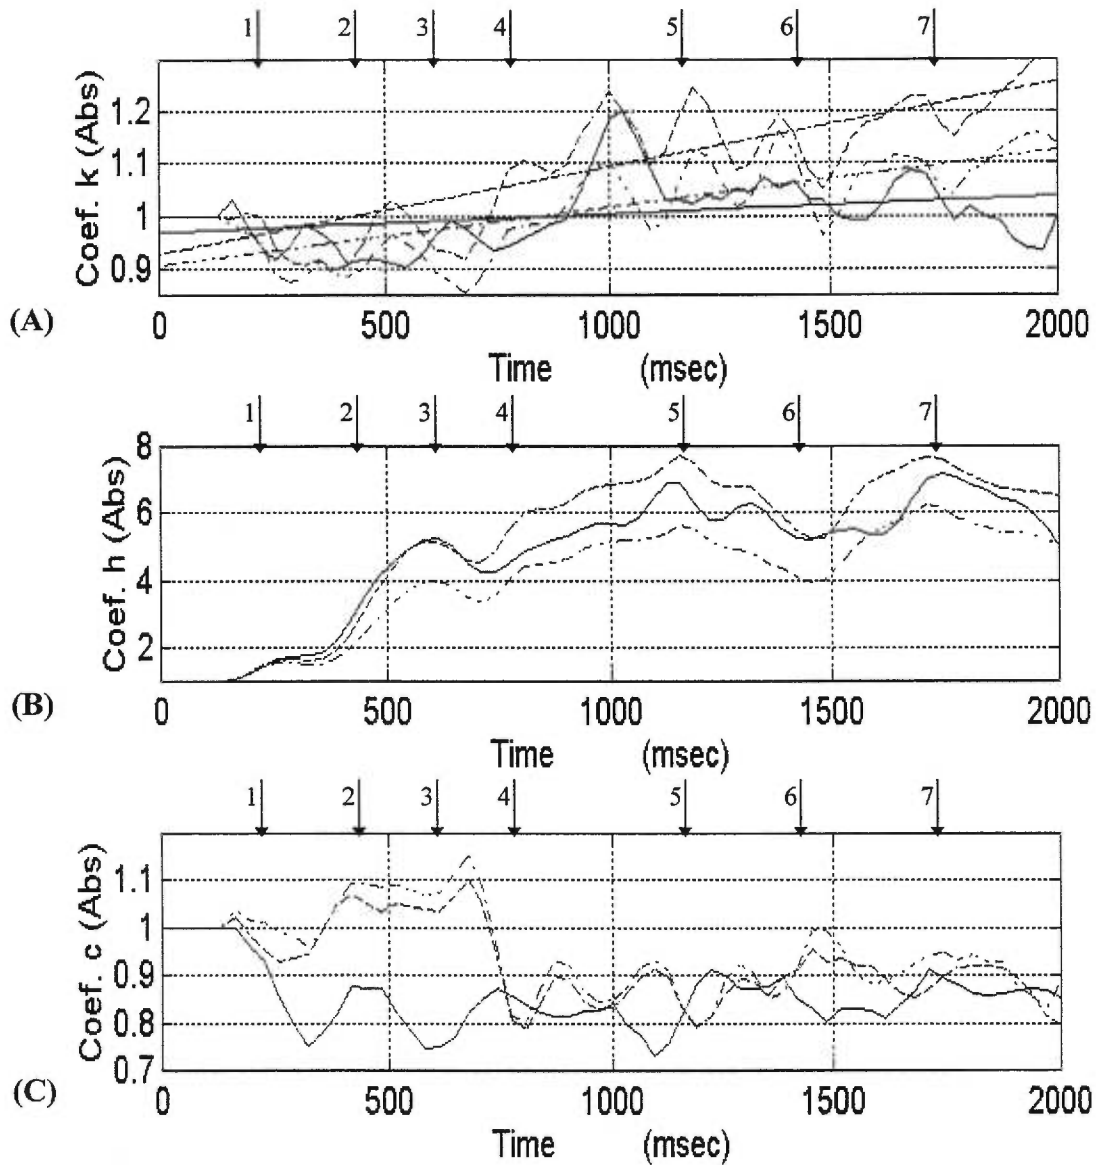 1 2 3 4 5 6 7
Coef. k (Abs)
1.2
1.1
1
0.9
(A)
0 500 1000 1500 2000
Time (msec)
1 2 3 4 5 6 7
Coef. h (Abs)
8
6
4
2
(B)
0 500 1000 1500 2000
Time (msec)
1 2 3 4 5 6 7
Coef. c (Abs)
1.1
1
0.9
0.8
0.7
(C)
0 500 1000 1500 2000
Time (msec)